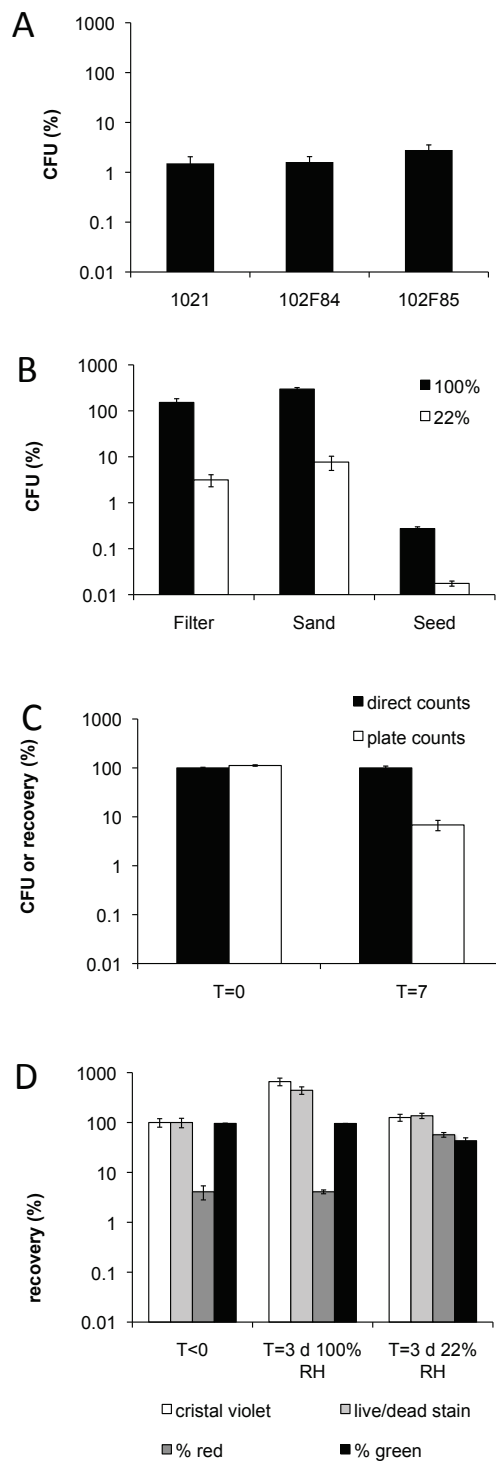 A
CFU (%)
1000
100
10
1
0.1
0.01
1021 102F84 102F85
B
CFU (%)
1000
100
10
1
0.1
0.01
100%
22%
Filter Sand Seed
C
direct counts
plate counts
CFU or recovery (%)
1000
100
10
1
0.1
0.01
T=0 T=7
D
recovery (%)
1000
100
10
1
0.1
0.01
T<0 T=3 d 100% T=3 d 22%
RH RH
cristal violet live/dead stain
% red % green